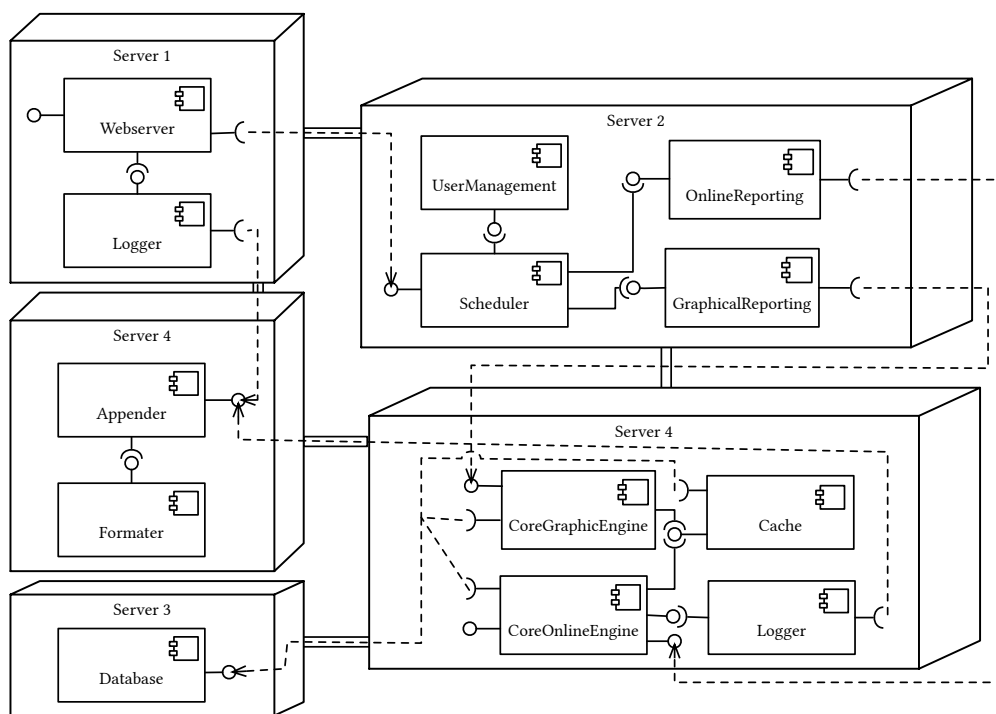 Server 1
Webserver
Logger
Server 2
UserManagement
OnlineReporting
Scheduler
GraphicalReporting
Server 4
Appender
Formater
Server 4
CoreGraphicEngine
Cache
CoreOnlineEngine
Logger
Server 3
Database